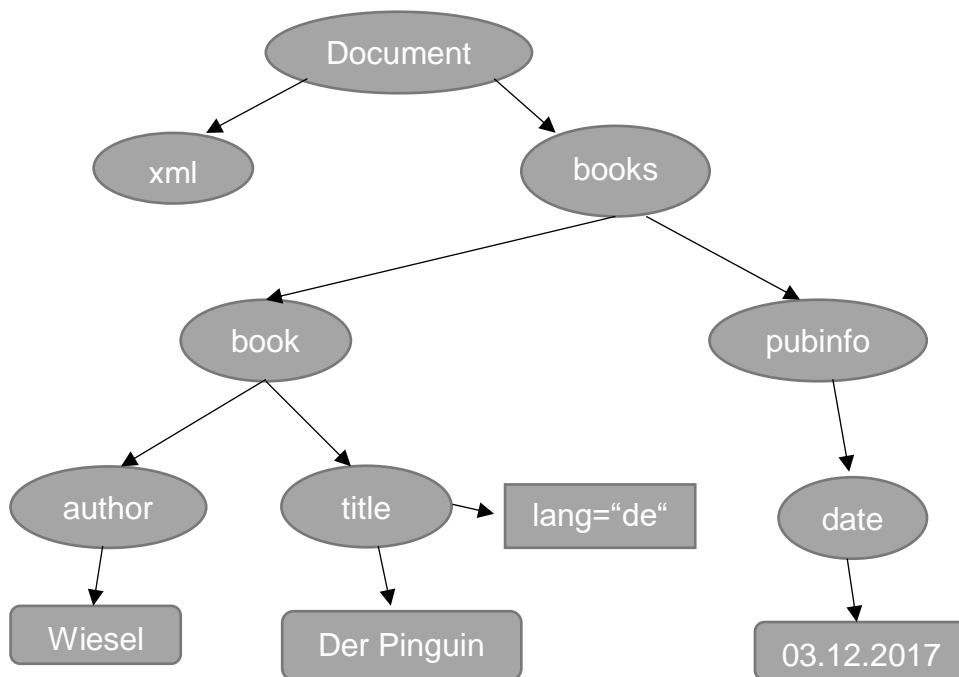 Document
xml
books
book
pubinfo
author
title
lang=“de“
date
Wiesel
Der Pinguin
03.12.2017